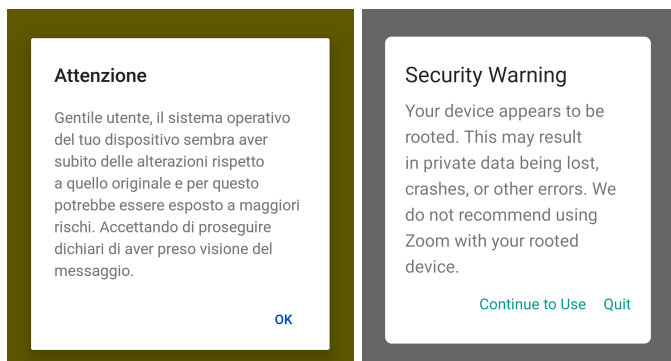 Attenzione
Gentile utente, il sistema operativo
del tuo dispositivo sembra aver
subito delle alterazioni rispetto
a quello originale e per questo
potrebbe essere esposto a maggiori
rischi. Accettando di proseguire
dichiari di aver preso visione del
messaggio.
OK
Security Warning
Your device appears to be
rooted. This may result
in private data being lost,
crashes, or other errors. We
do not recommend using
Zoom with your rooted
device.
Continue to Use Quit